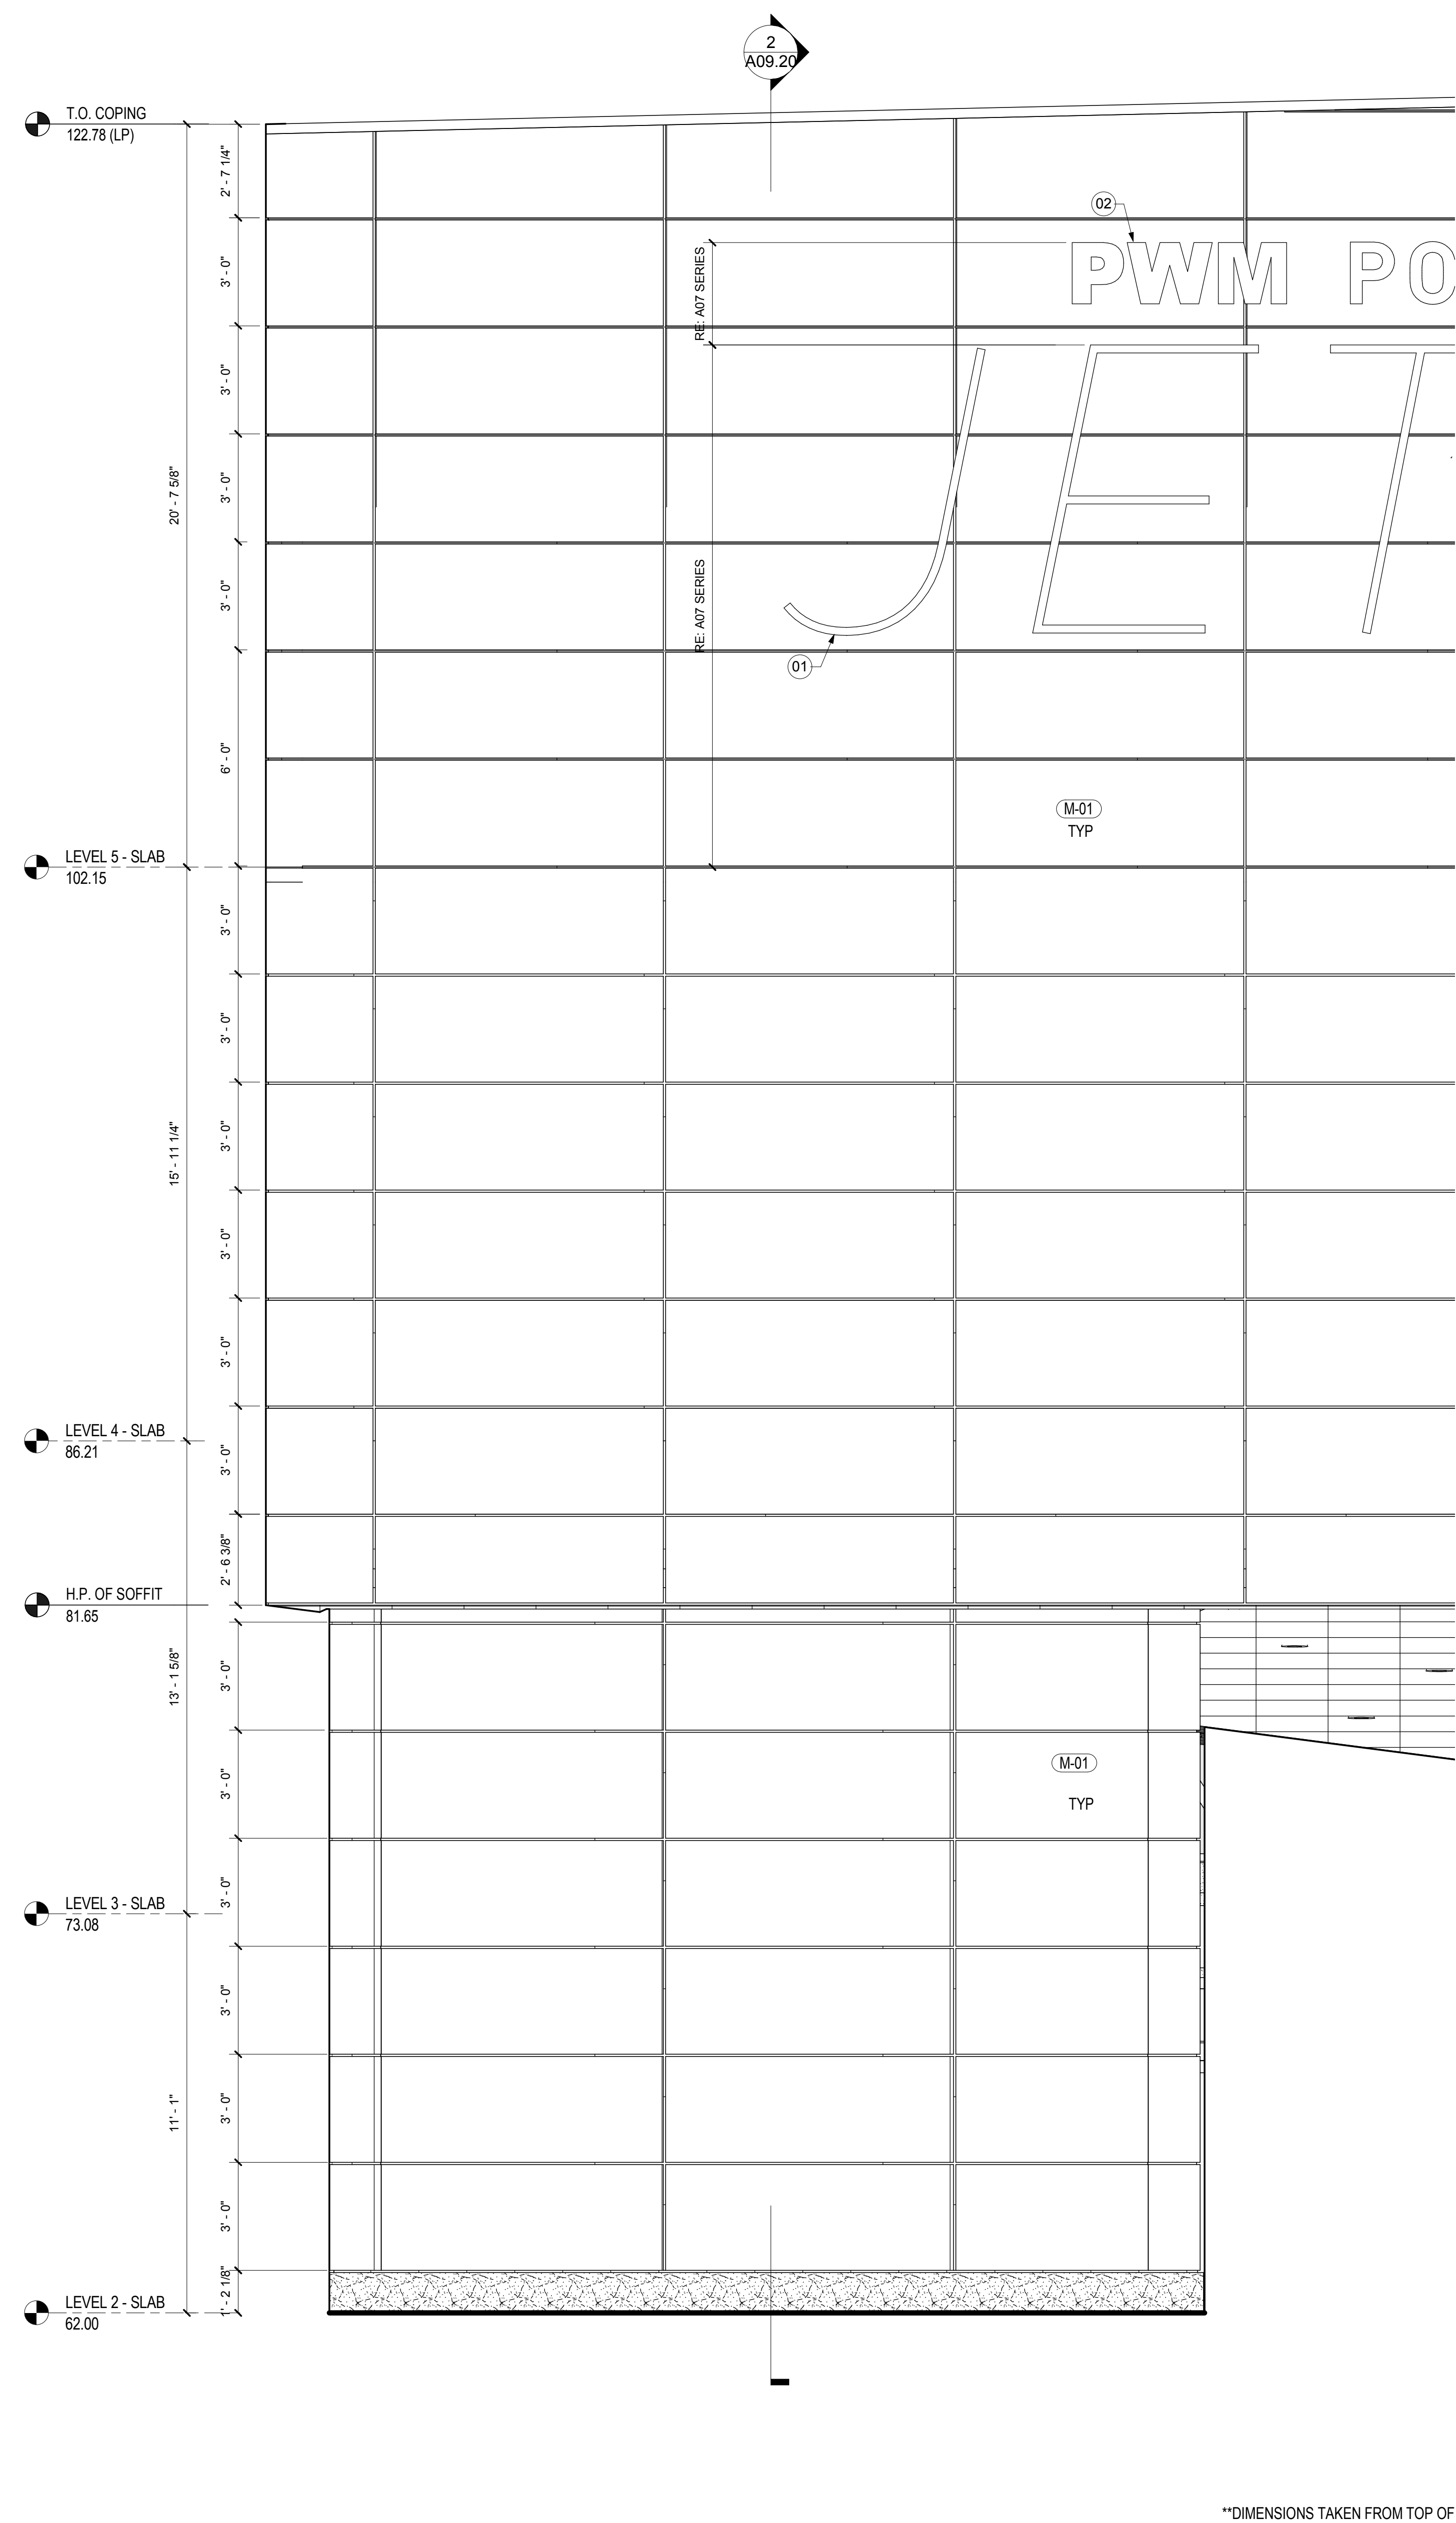 2
A09.20
T.O. COPING
122.78 (LP)
2' - 7 1/4"
02
PWM PO
3' - 0"
RE: A07 SERIES
JET
3' - 0"
20' - 7 5/8"
3' - 0"
3' - 0"
RE: A07 SERIES
01
6' - 0"
M-01
TYP
LEVEL 5 - SLAB
102.15
3' - 0"
3' - 0"
15' - 11 1/4"
3' - 0"
3' - 0"
3' - 0"
LEVEL 4 - SLAB
86.21
3' - 0"
2' - 6 3/8"
H.P. OF SOFFIT
81.65
13' - 1 5/8"
3' - 0"
3' - 0"
M-01
TYP
LEVEL 3 - SLAB
73.08
3' - 0"
3' - 0"
11' - 1"
3' - 0"
3' - 0"
1' - 2 1/8"
LEVEL 2 - SLAB
62.00
**DIMENSIONS TAKEN FROM TOP OF